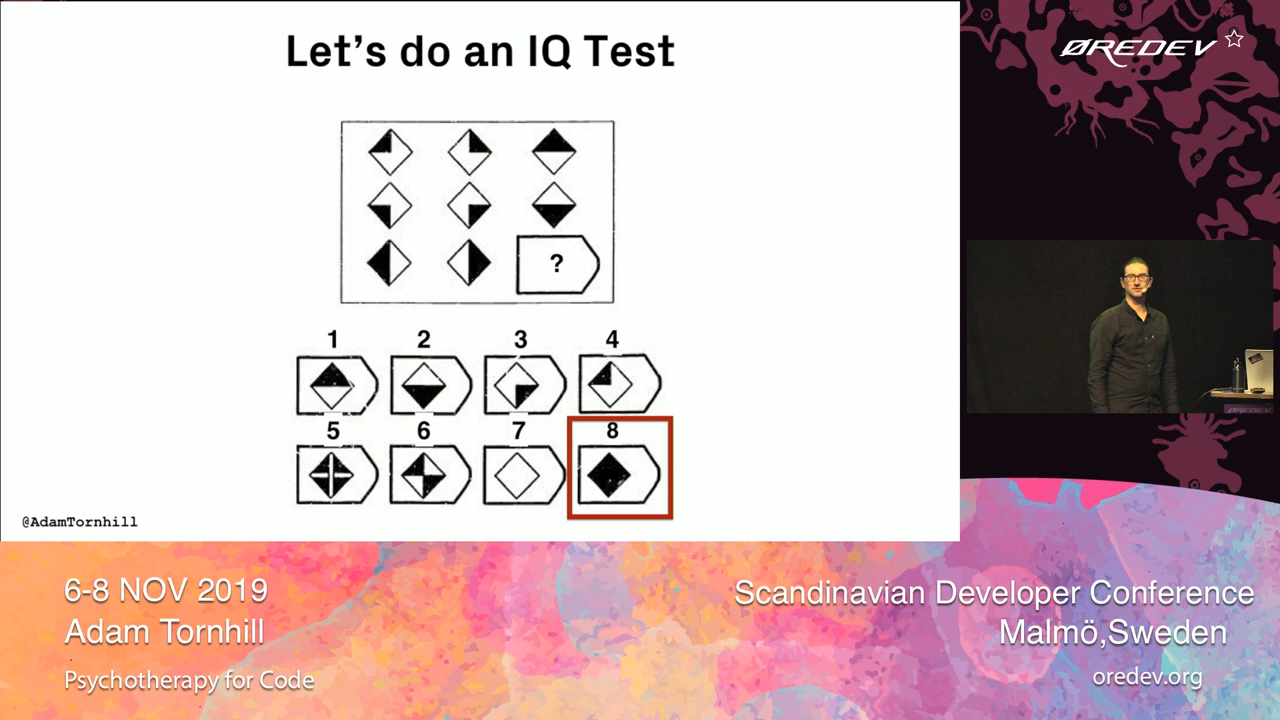 Let's do an IQ Test
ØREDEV
?
1 2 3 4
5 6 7 8
@AdamTornhill
ØREDEV
6-8 NOV 2019
Adam Tornhill
Psychotherapy for Code
Scandinavian Developer Conference
Malmö,Sweden
oredev.org